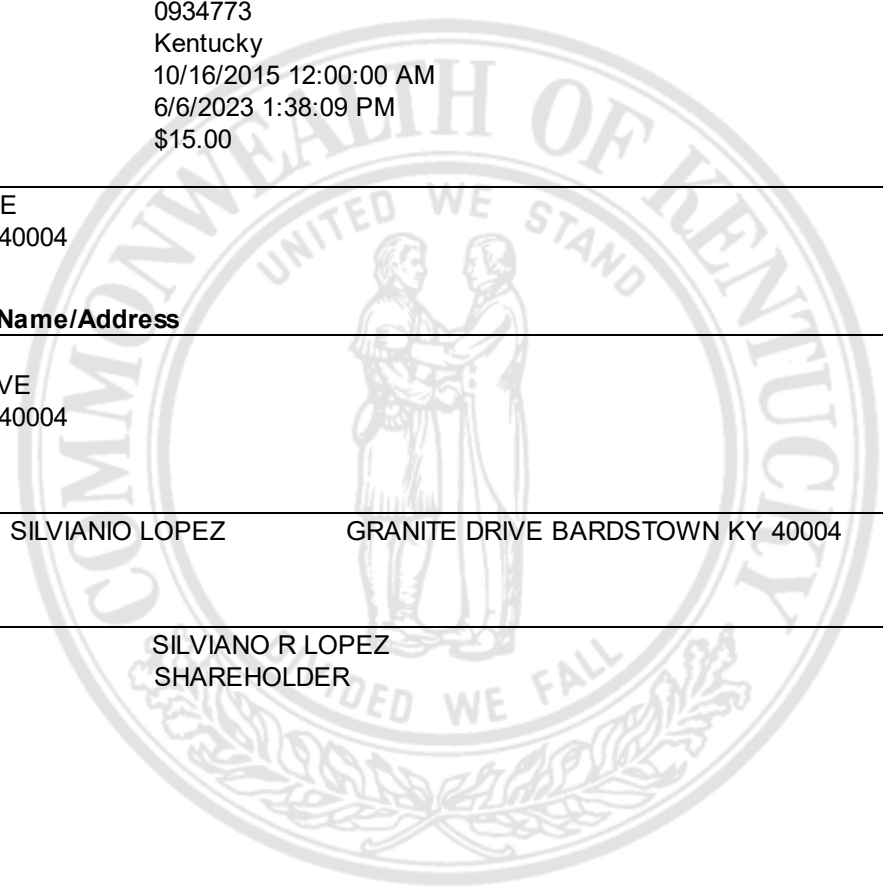 0934773
Kentucky
10/16/2015 12:00:00 AM
6/6/2023 1:38:09 PM
$15.00
E
40004
Name/Address
VE
40004
SILVIANIO LOPEZ GRANITE DRIVE BARDSTOWN KY 40004
SILVIANO R LOPEZ
SHAREHOLDER
COMMONWEALTH OF KENTUCKY
UNITED WE STAND
WE FALL